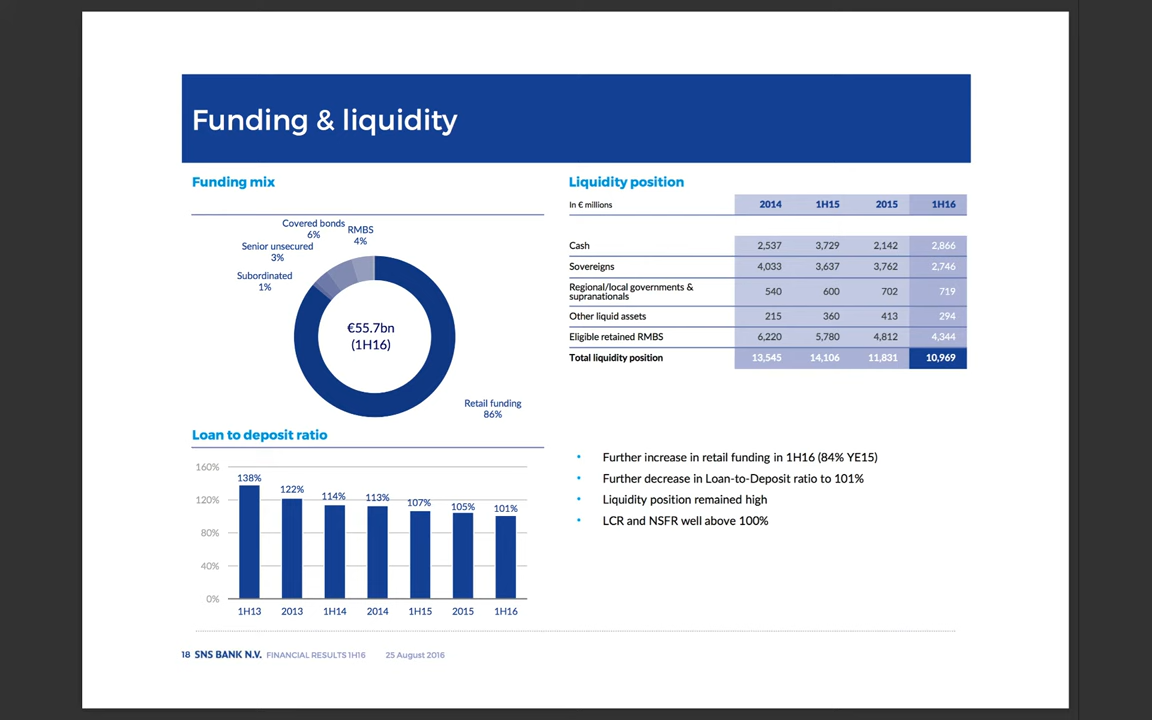 Funding & liquidity
Funding mix
Covered bonds
6%
RMBS
4%
Senior unsecured
3%
Subordinated
1%
€55.7bn
(1H16)
Retail funding
86%
Liquidity position
In € millions 2014 1H15 2015 1H16
Cash 2,537 3,729 2,142 2,866
Sovereigns 4,033 3,637 3,762 2,746
Regional/local governments &
supranationals 540 600 702 719
Other liquid assets 215 360 413 294
Eligible retained RMBS 6,220 5,780 4,812 4,344
Total liquidity position 13,545 14,106 11,831 10,969
Loan to deposit ratio
160%
120%
80%
40%
0%
138% 122% 114% 113% 107% 105% 101%
1H13 2013 1H14 2014 1H15 2015 1H16
• Further increase in retail funding in 1H16 (84% YE15)
• Further decrease in Loan-to-Deposit ratio to 101%
• Liquidity position remained high
• LCR and NSFR well above 100%
18 SNS BANK N.V. FINANCIAL RESULTS 1H16 25 August 2016